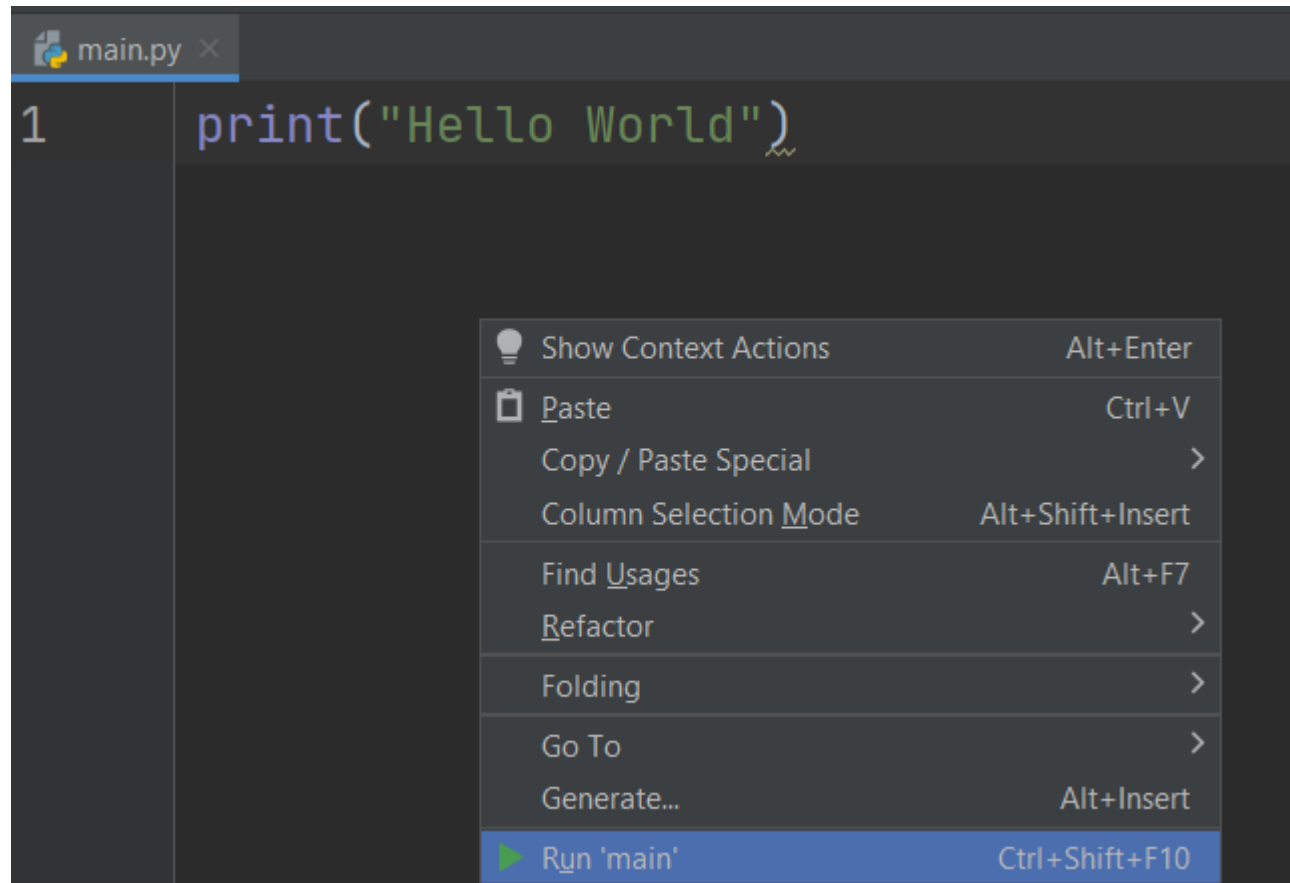 main.py
1 print("Hello World")
Show Context Actions Alt+Enter
Paste Ctrl+V
Copy / Paste Special
Column Selection Mode Alt+Shift+Insert
Find Usages Alt+F7
Refactor
Folding
Go To
Generate... Alt+Insert
Run 'main' Ctrl+Shift+F10